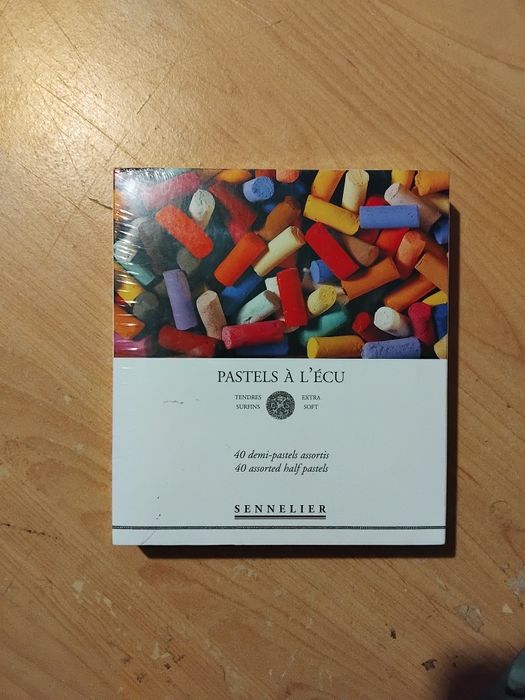 PASTELS À L'ÉCU
TENDRES EXTRA
SURFINS SOFT
40 demi-pastels assortis
40 assorted half pastels
SENNELIER